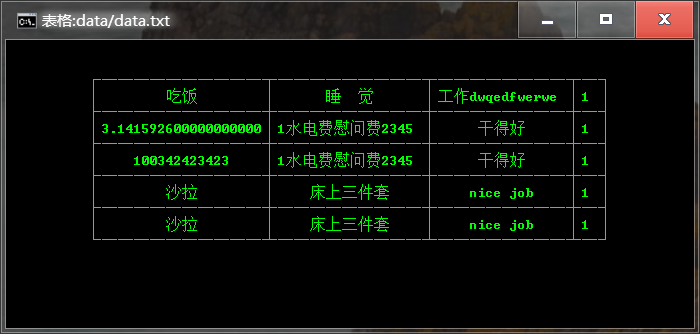 表格:data/data.txt
吃饭 睡 觉 工作dwqedfwerwe 1
3.141592600000000000 1水电费慰问费2345 干得好 1
100342423423 1水电费慰问费2345 干得好 1
沙拉 床上三件套 nice job 1
沙拉 床上三件套 nice job 1